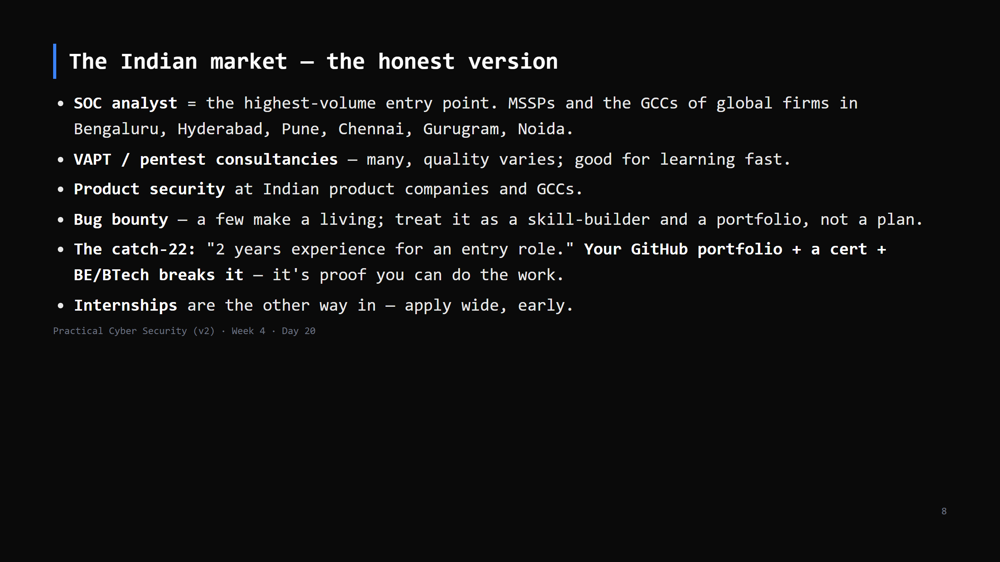 The Indian market — the honest version
• SOC analyst = the highest-volume entry point. MSSPs and the GCCs of global firms in
Bengaluru, Hyderabad, Pune, Chennai, Gurugram, Noida.
• VAPT / pentest consultancies — many, quality varies; good for learning fast.
• Product security at Indian product companies and GCCs.
• Bug bounty — a few make a living; treat it as a skill-builder and a portfolio, not a plan.
• The catch-22: "2 years experience for an entry role." Your GitHub portfolio + a cert +
BE/BTech breaks it — it's proof you can do the work.
• Internships are the other way in — apply wide, early.
Practical Cyber Security (v2) · Week 4 · Day 20
8